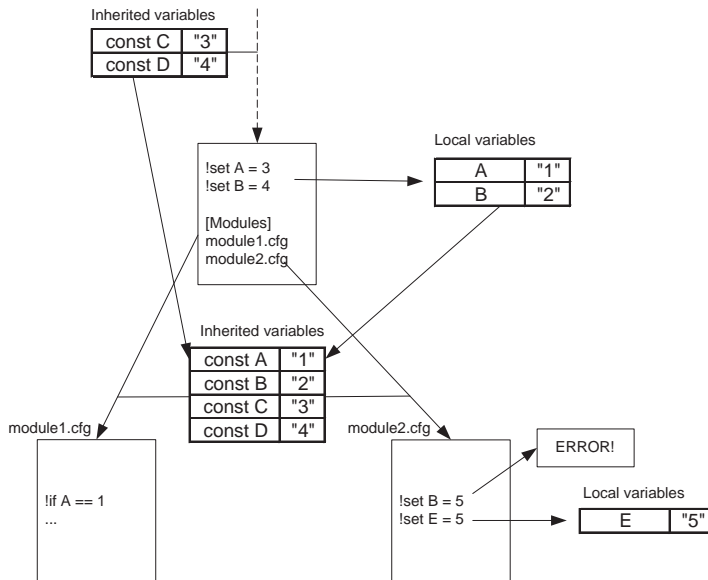 Inherited variables
const C "3"
const D "4"
!set A = 3
!set B = 4
[Modules]
module1.cfg
module2.cfg
Local variables
A "1"
B "2"
Inherited variables
const A "1"
const B "2"
const C "3"
const D "4"
module1.cfg
!if A == 1
...
module2.cfg
!set B = 5
!set E = 5
ERROR!
Local variables
E "5"